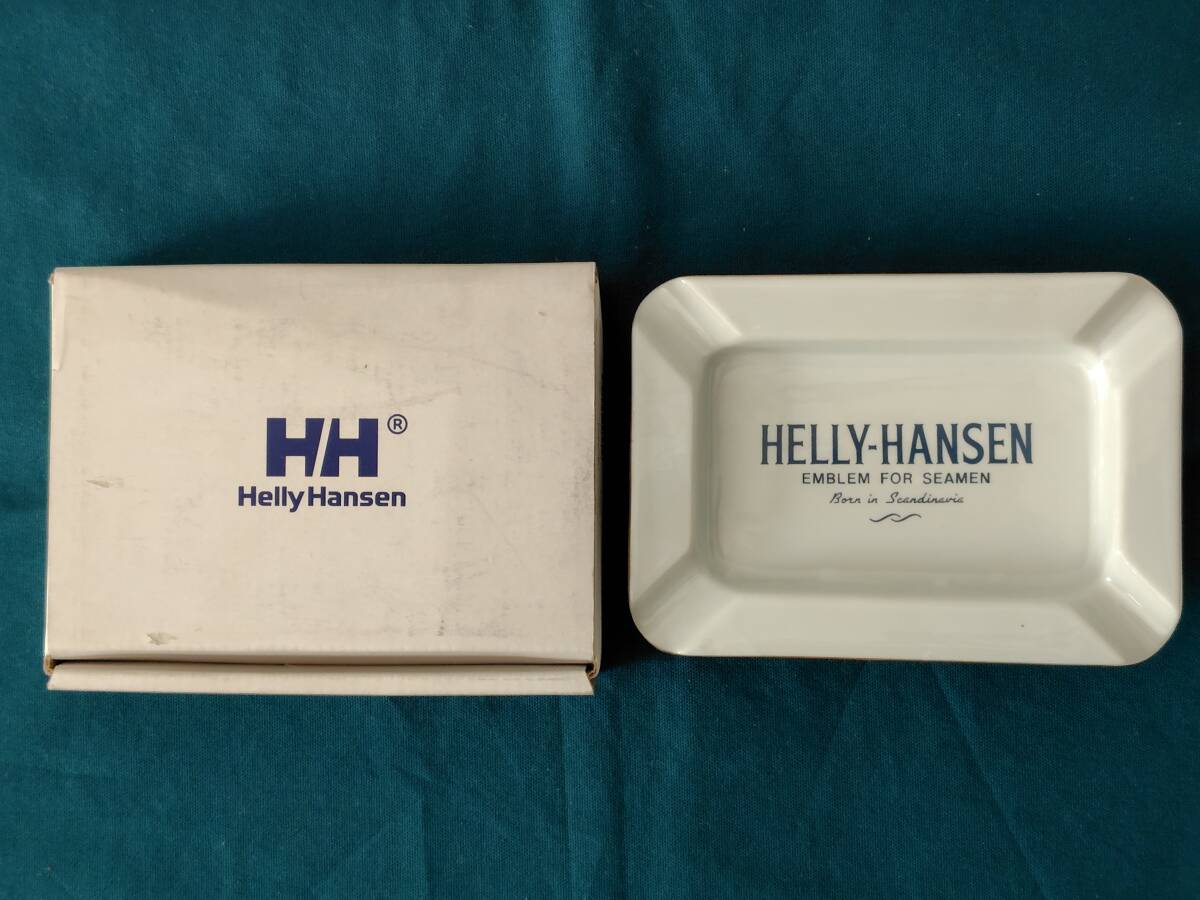 HH®
Helly Hansen
HELLY-HANSEN
EMBLEM FOR SEAMEN
Born in Scandinavia